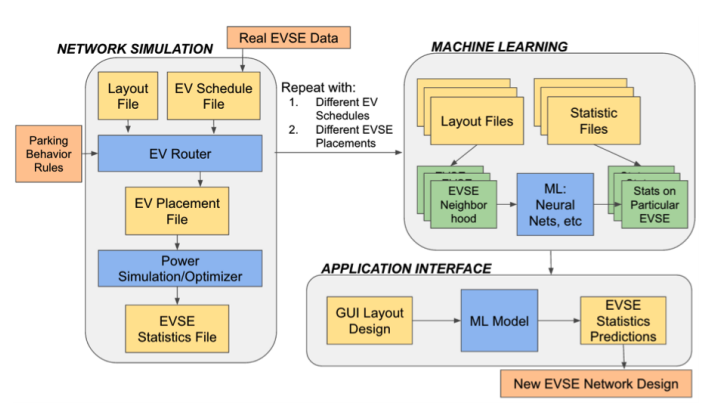 NETWORK SIMULATION
Real EVSE Data
Layout
File
EV Schedule
File
Parking
Behavior
Rules
EV Router
EV Placement
File
Power
Simulation/Optimizer
EVSE
Statistics File
Repeat with:
1. Different EV
Schedules
2. Different EVSE
Placements
MACHINE LEARNING
Layout Files
Statistic
Files
EVSE
Neighbor
hood
ML:
Neural
Nets, etc
Stats on
Particular
EVSE
APPLICATION INTERFACE
GUI Layout
Design
ML Model
EVSE
Statistics
Predictions
New EVSE Network Design